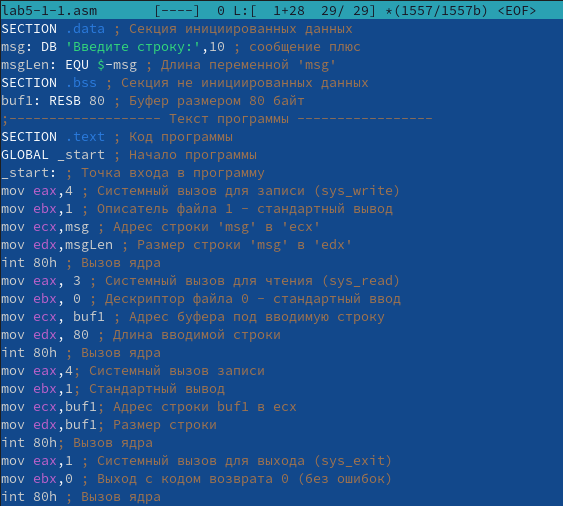 lab5-1-1.asm [----] 0 L:[ 1+28 29/ 29] *(1557/1557b) <EOF>
SECTION .data ; Секция инициированных данных
msg: DB 'Введите строку:',10 ; сообщение плюс
msgLen: EQU $-msg ; Длина переменной 'msg'
SECTION .bss ; Секция не инициированных данных
buf1: RESB 80 ; Буфер размером 80 байт
;------------------- Текст программы -----------------
SECTION .text ; Код программы
GLOBAL _start ; Начало программы
_start: ; Точка входа в программу
mov eax,4 ; Системный вызов для записи (sys_write)
mov ebx,1 ; Описатель файла 1 - стандартный вывод
mov ecx,msg ; Адрес строки 'msg' в 'ecx'
mov edx,msgLen ; Размер строки 'msg' в 'edx'
int 80h ; Вызов ядра
mov eax, 3 ; Системный вызов для чтения (sys_read)
mov ebx, 0 ; Дескриптор файла 0 - стандартный ввод
mov ecx, buf1 ; Адрес буфера под вводимую строку
mov edx, 80 ; Длина вводимой строки
int 80h ; Вызов ядра
mov eax,4; Системный вызов записи
mov ebx,1; Стандартный вывод
mov ecx,buf1; Адрес строки buf1 в ecx
mov edx,buf1; Размер строки
int 80h; Вызов ядра
mov eax,1 ; Системный вызов для выхода (sys_exit)
mov ebx,0 ; Выход с кодом возврата 0 (без ошибок)
int 80h ; Вызов ядра